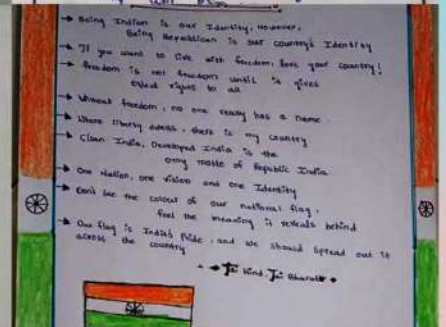 → Being Indian is our Identity, However,
Being Republican is our country's Identity
→ If you want to live with freedom, love your country!
→ freedom is not freedom until it gives
equal rights to all
→ Without freedom, no one really has a name.
→ Where liberty dwells, there is my country
→ Clean India, Developed India is the
only motto of Republic India
→ One Nation, one vision and one Identity
→ Don't see the colour of our national flag,
feel the meaning it reveals behind
→ Our flag is India's Pride, and we should spread out it
across the country
Jai Hind, Jai Bharat